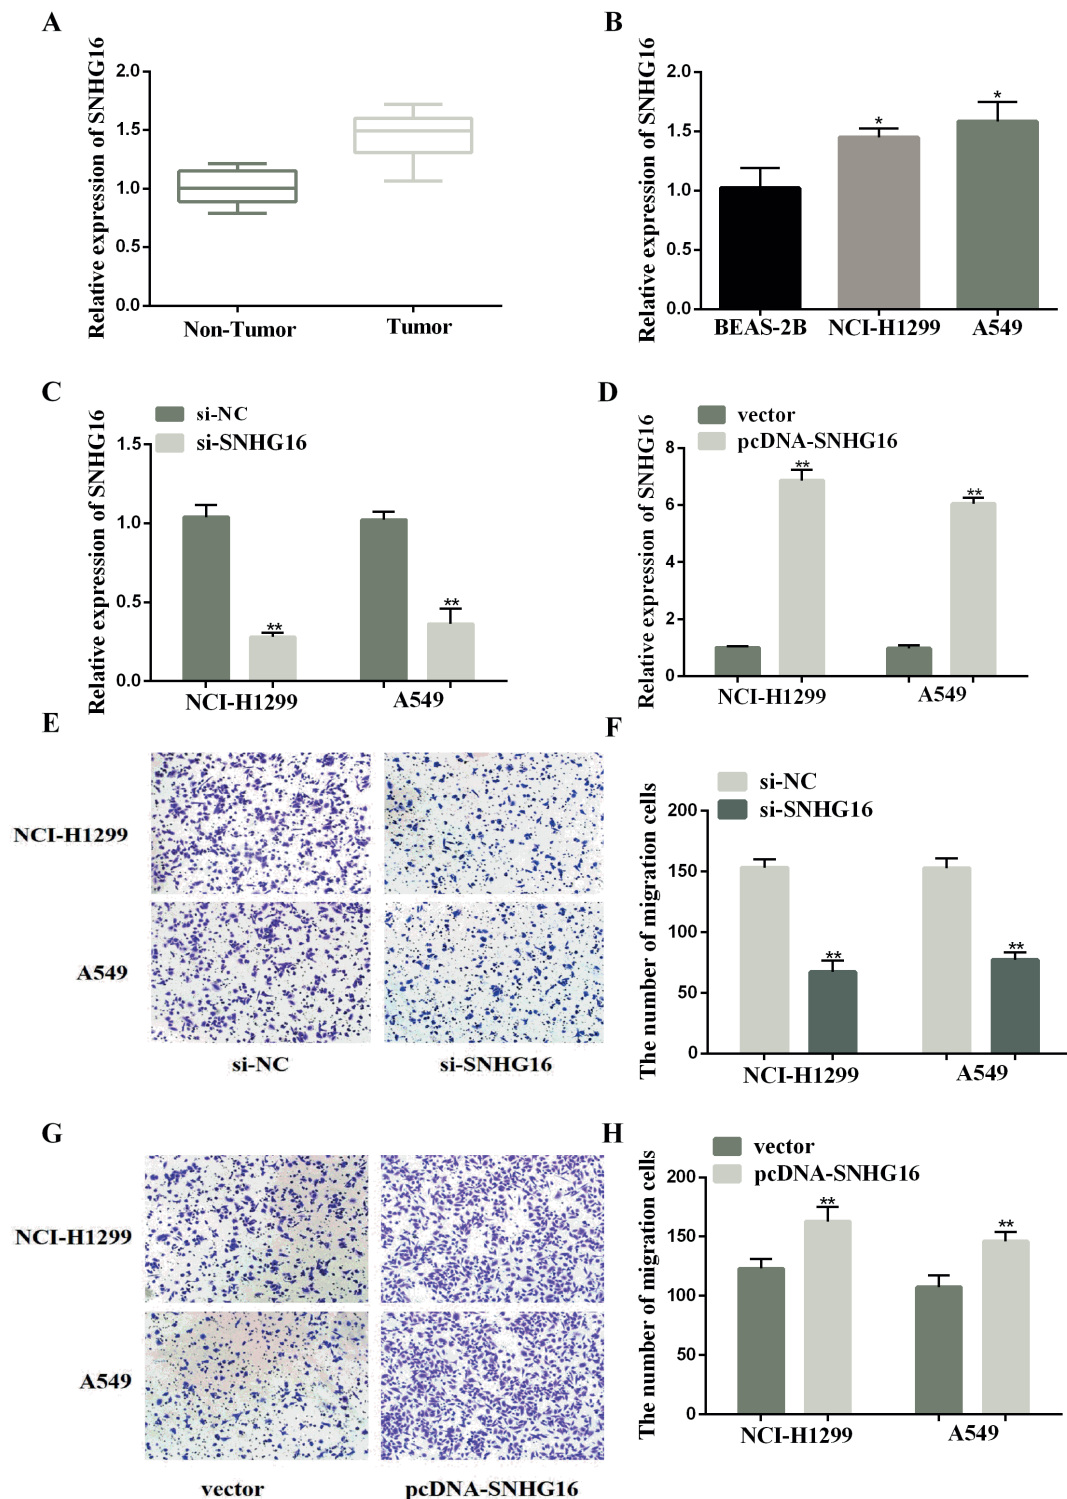 A
Relative expression of SNHG16
2.0
1.5
1.0
0.5
0.0
Non-Tumor
Tumor
B
Relative expression of SNHG16
2.0
1.5
1.0
0.5
0.0
*
*
BEAS-2B
NCI-H1299
A549
C
si-NC
si-SNHG16
Relative expression of SNHG16
1.5
1.0
0.5
0.0
**
**
NCI-H1299
A549
D
vector
pcDNA-SNHG16
Relative expression of SNHG16
8
6
4
2
0
**
**
NCI-H1299
A549
E
NCI-H1299
A549
si-NC
si-SNHG16
F
si-NC
si-SNHG16
The number of migration cells
200
150
100
50
0
**
**
NCI-H1299
A549
G
NCI-H1299
A549
vector
pcDNA-SNHG16
H
vector
pcDNA-SNHG16
The number of migration cells
200
150
100
50
0
**
**
NCI-H1299
A549